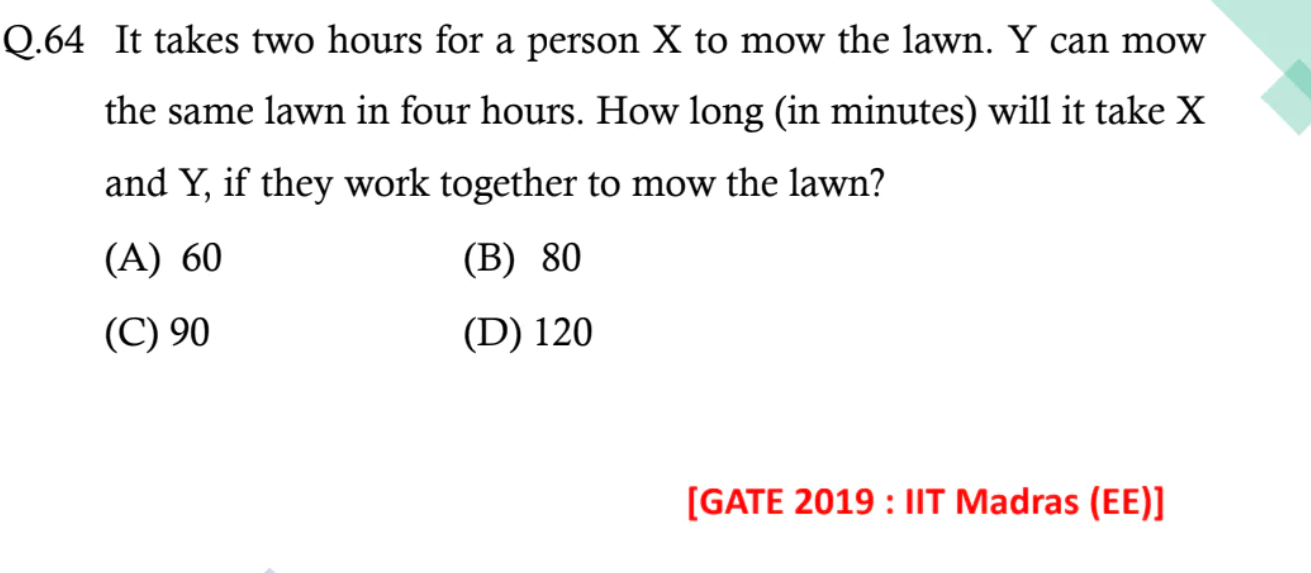 Q.64 It takes two hours for a person X to mow the lawn. Y can mow
the same lawn in four hours. How long (in minutes) will it take X
and Y, if they work together to mow the lawn?
(A) 60 (B) 80
(C) 90 (D) 120
[GATE 2019 : IIT Madras (EE)]